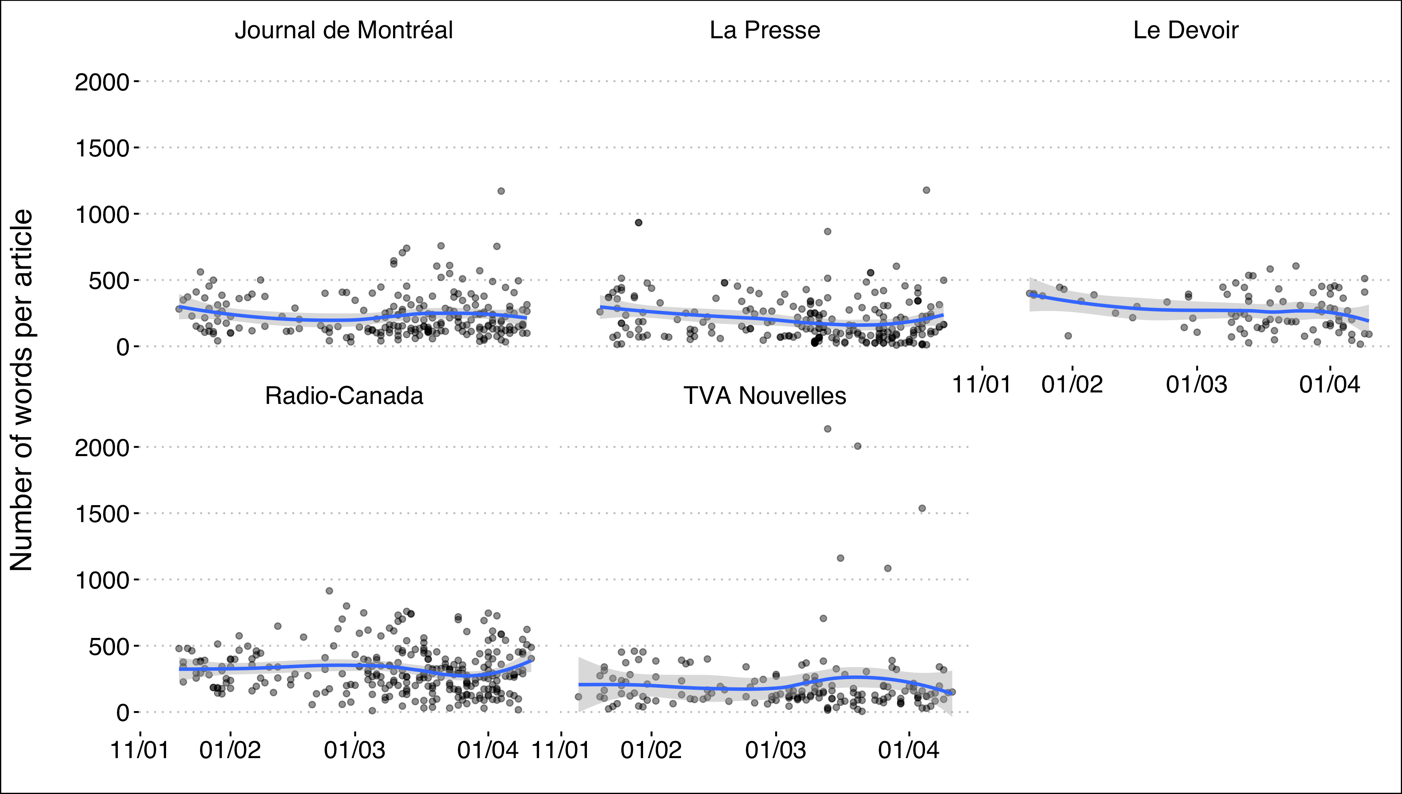 Journal de Montréal La Presse Le Devoir
Number of words per article
2000
1500
1000
500
0
11/01 01/02 01/03 01/04
Radio-Canada TVA Nouvelles
2000
1500
1000
500
0
11/01 01/02 01/03 01/04 11/01 01/02 01/03 01/04